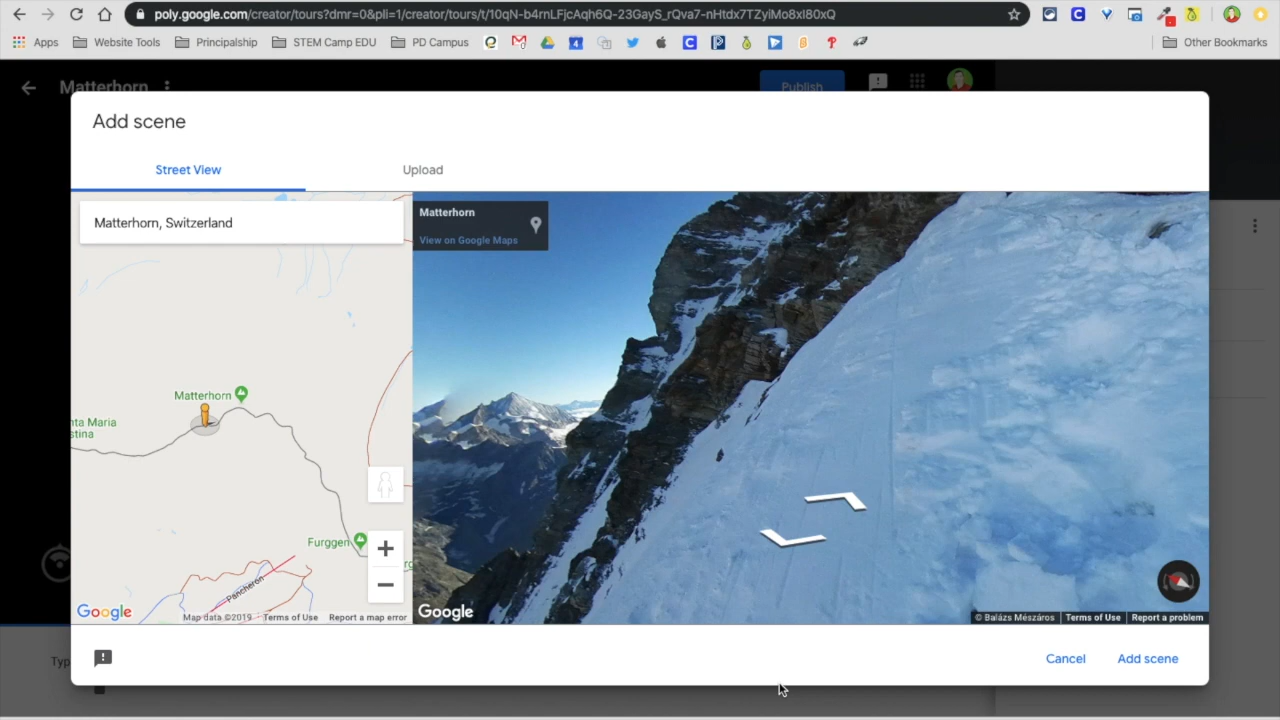 poly.google.com/creator/tours?dmr=0&pli=1/creator/tours/t/10qN-b4rnLFjcAqh6Q-23GayS_rQva7-nHtdx7TZyiMo8xI80xQ
Apps Website Tools Principalship STEM Camp EDU PD Campus Other Bookmarks
Matterhorn
Publish
Add scene
Street View Upload
Matterhorn, Switzerland
Matterhorn
View on Google Maps
Matterhorn
nta Maria
stina
Furggen
Pancheron
Google
Map data ©2019 Terms of Use Report a map error
Google
© Balázs Mészáros Terms of Use Report a problem
Typ
Cancel Add scene